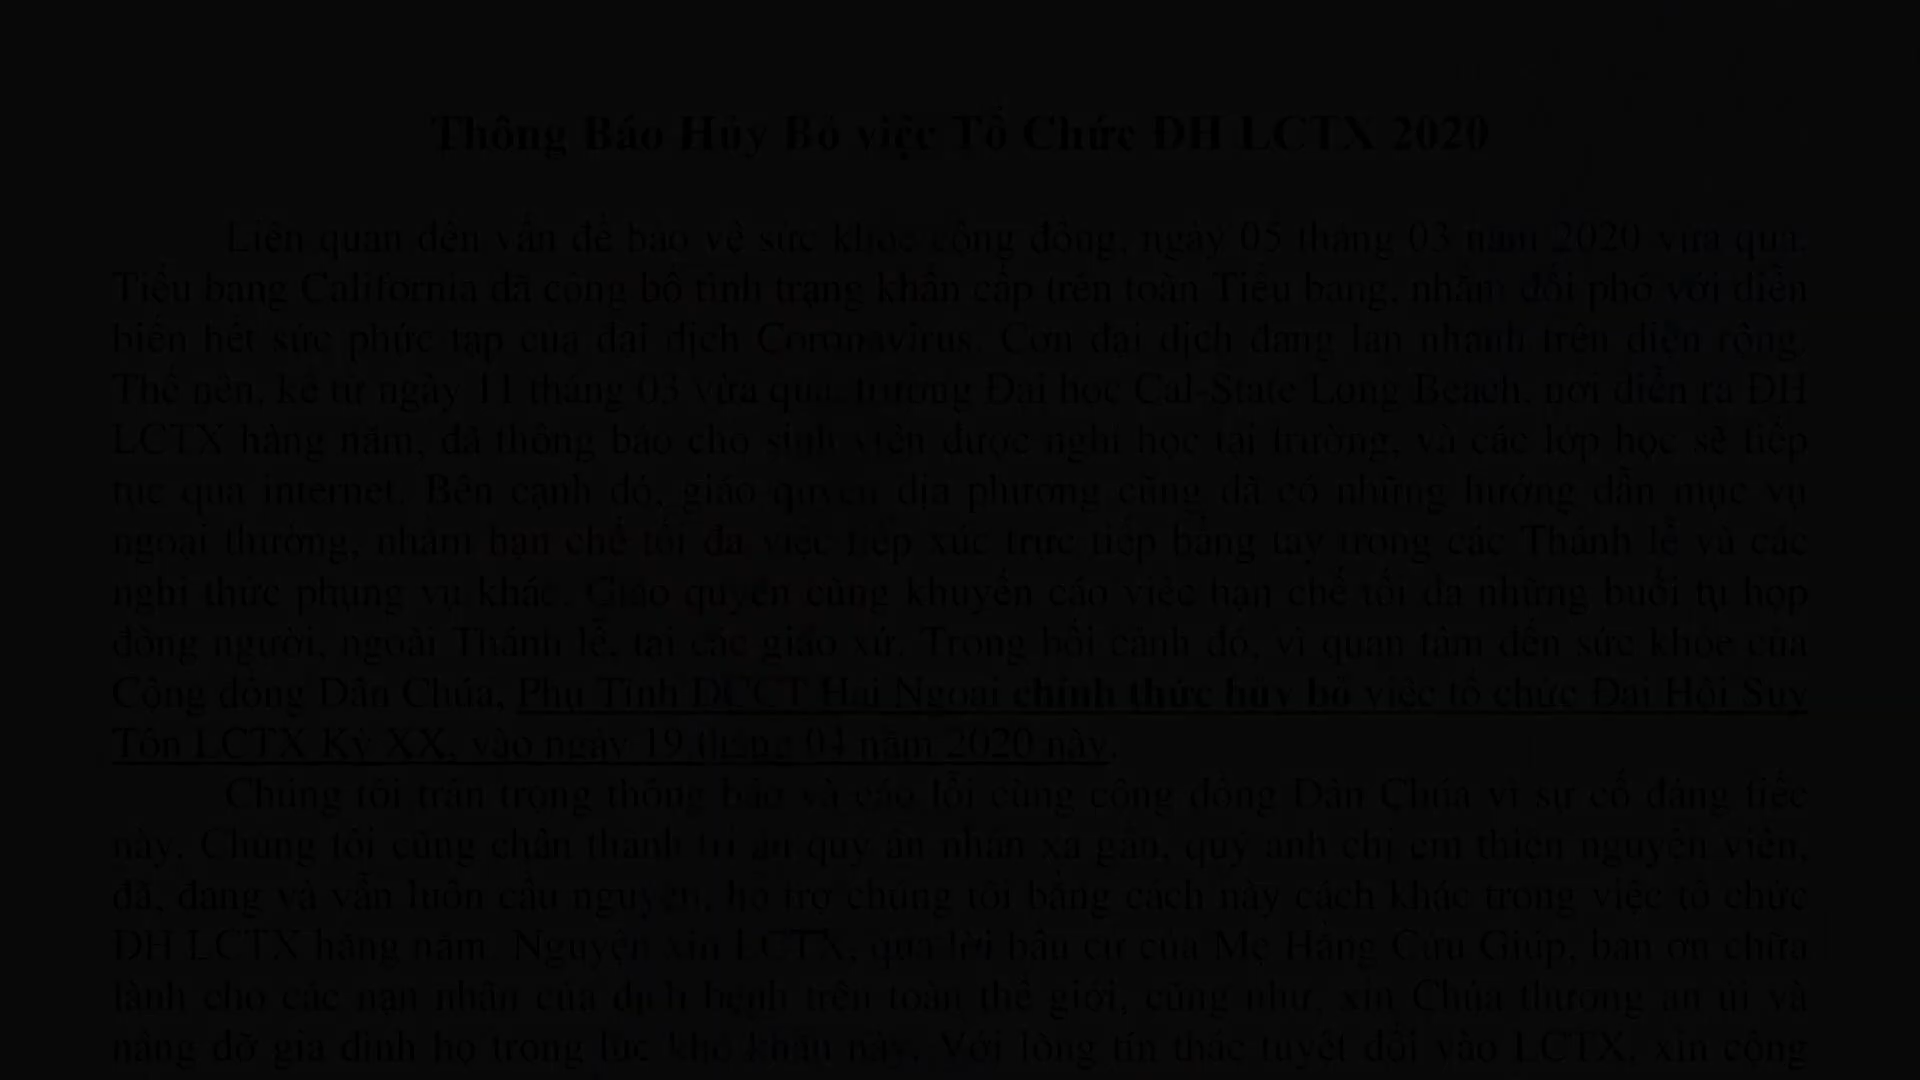 Thông Báo Hủy Bỏ việc Tổ Chức ĐH LCTX 2020
Liên quan đến vấn đề bảo vệ sức khỏe cộng đồng, ngày 05 tháng 03 năm 2020 vừa qua,
Tiểu bang California đã công bố tình trạng khẩn cấp trên toàn Tiểu bang, nhằm đối phó với diễn
biến hết sức phức tạp của đại dịch Coronavirus. Cơn đại dịch đang lan nhanh trên diện rộng.
Thế nên, kể từ ngày 11 tháng 03 vừa qua, trường Đại học Cal-State Long Beach, nơi diễn ra ĐH
LCTX hàng năm, đã thông báo cho sinh viên được nghỉ học tại trường, và các lớp học sẽ tiếp
tục qua internet. Bên cạnh đó, giáo quyền địa phương cũng đã có những hướng dẫn mục vụ
ngoại thường, nhằm hạn chế tối đa việc tiếp xúc trực tiếp bằng tay trong các Thánh lễ và các
nghi thức phụng vụ khác. Giáo quyền cũng khuyến cáo việc hạn chế tối đa những buổi tụ họp
đông người, ngoài Thánh lễ, tại các giáo xứ. Trong bối cảnh đó, vì quan tâm đến sức khỏe của
Cộng đồng Dân Chúa, Phụ Tỉnh DCCT Hải Ngoại chính thức hủy bỏ việc tổ chức Đại Hội Suy
Tôn LCTX Kỳ XX, vào ngày 19 tháng 04 năm 2020 này.
Chúng tôi trân trọng thông báo và cáo lỗi cùng cộng đồng Dân Chúa vì sự cố đáng tiếc
này. Chúng tôi cũng chân thành tri ân quý ân nhân xa gần, quý anh chị em thiện nguyện viên,
đã, đang và vẫn luôn cầu nguyện, hỗ trợ chúng tôi bằng cách này cách khác trong việc tổ chức
ĐH LCTX hằng năm. Nguyện xin LCTX, qua lời bầu cử của Mẹ Hằng Cứu Giúp, ban ơn chữa
lành cho các nạn nhân của dịch bệnh trên toàn thế giới, cũng như, xin Chúa thương an ủi và
nâng đỡ gia đình họ trong lúc khó khăn này. Với lòng tín thác tuyệt đối vào LCTX, xin cộng